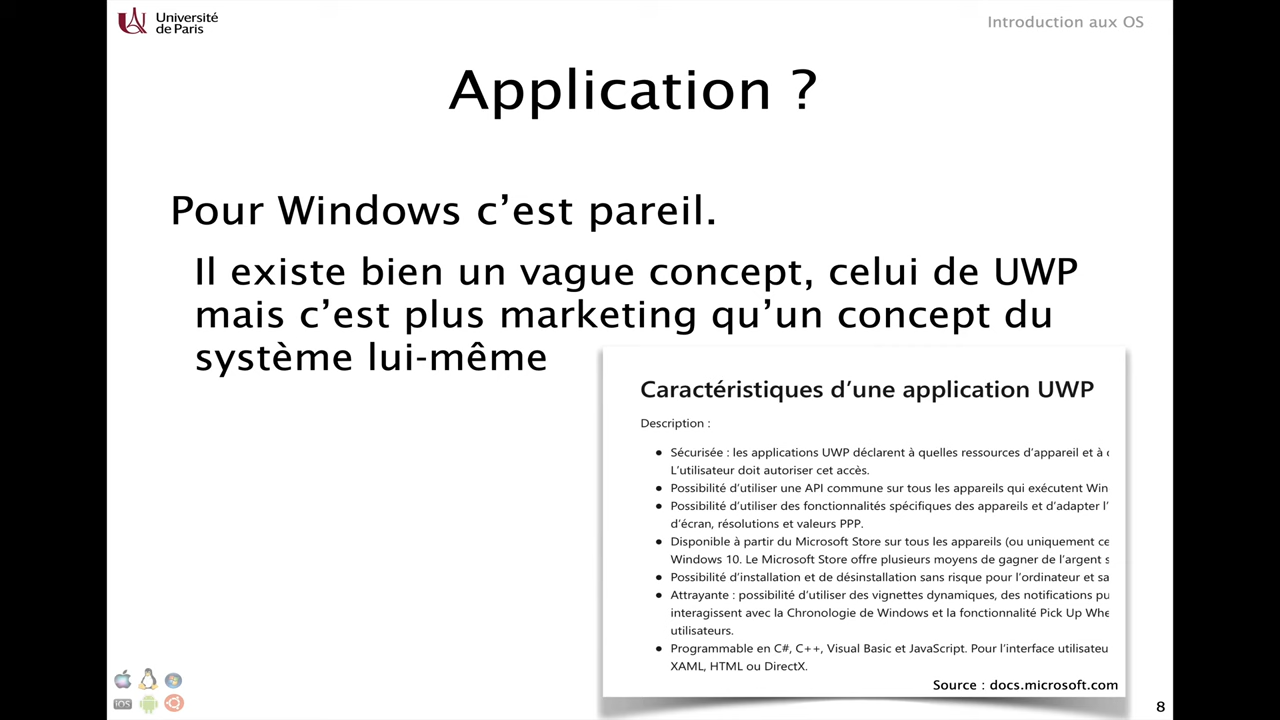 Université
de Paris
Introduction aux OS
Application ?
Pour Windows c’est pareil.
Il existe bien un vague concept, celui de UWP
mais c’est plus marketing qu’un concept du
système lui-même
Caractéristiques d’une application UWP
Description :
● Sécurisée : les applications UWP déclarent à quelles ressources d’appareil et à
L’utilisateur doit autoriser cet accès.
● Possibilité d’utiliser une API commune sur tous les appareils qui exécutent Win
● Possibilité d’utiliser des fonctionnalités spécifiques des appareils et d’adapter l’
d’écran, résolutions et valeurs PPP.
● Disponible à partir du Microsoft Store sur tous les appareils (ou uniquement ce
Windows 10. Le Microsoft Store offre plusieurs moyens de gagner de l’argent s
● Possibilité d’installation et de désinstallation sans risque pour l’ordinateur et sa
● Attrayante : possibilité d’utiliser des vignettes dynamiques, des notifications pu
interagissent avec la Chronologie de Windows et la fonctionnalité Pick Up Whe
utilisateurs.
● Programmable en C#, C++, Visual Basic et JavaScript. Pour l’interface utilisateu
XAML, HTML ou DirectX.
Source : docs.microsoft.com
iOS
8